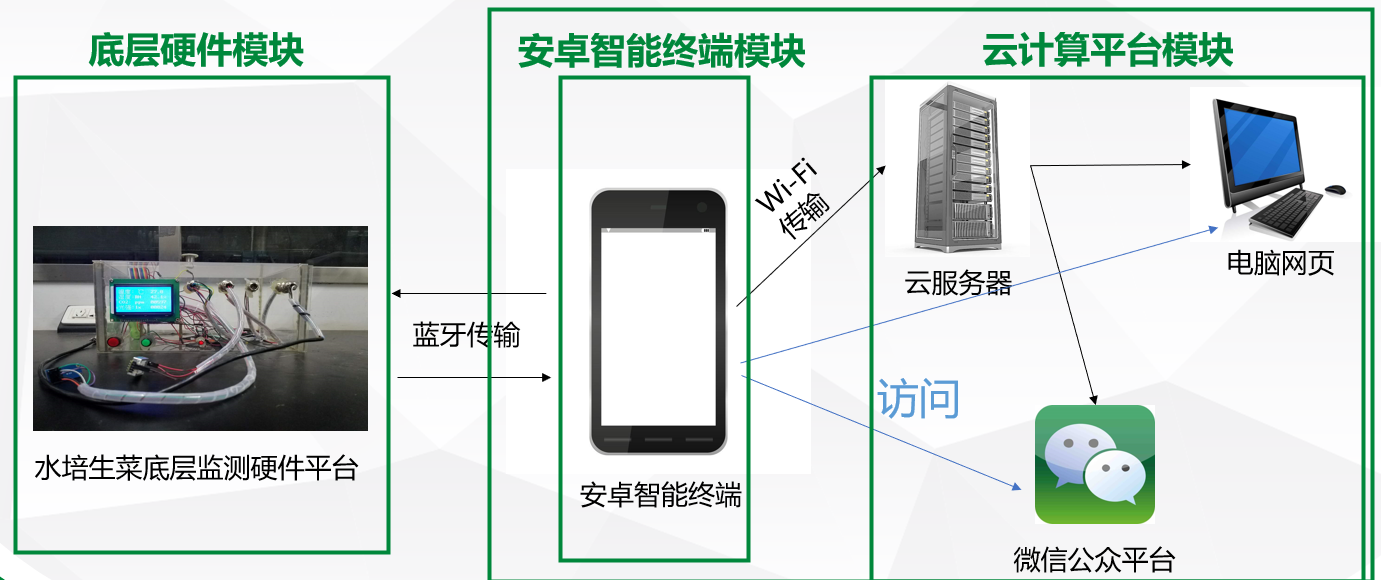 底层硬件模块
安卓智能终端模块
云计算平台模块
Wi-Fi
传输
云服务器
电脑网页
蓝牙传输
访问
水培生菜底层监测硬件平台
安卓智能终端
微信公众平台